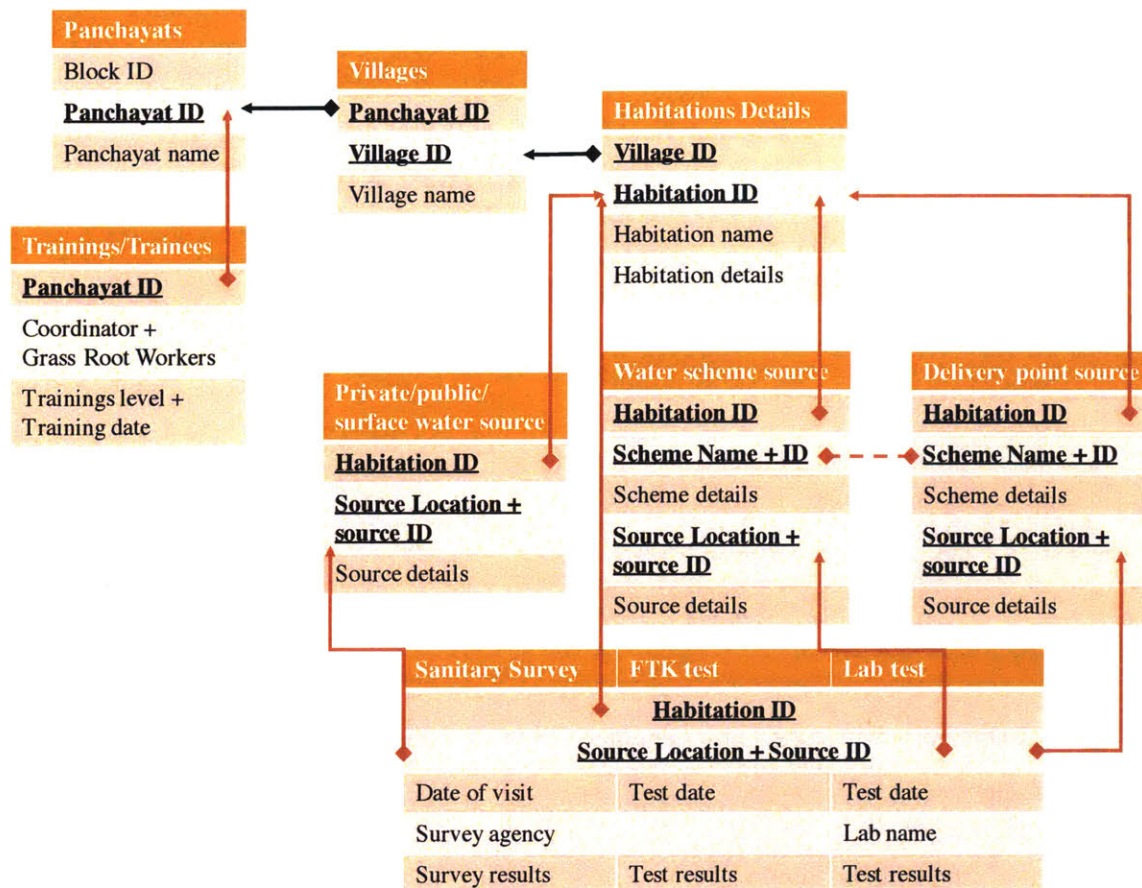 Panchayats
Block ID
Panchayat ID
Panchayat name
Villages
Panchayat ID
Village ID
Village name
Habitations Details
Village ID
Habitation ID
Habitation name
Habitation details
Trainings/Trainees
Panchayat ID
Coordinator +
Grass Root Workers
Trainings level +
Training date
Private/public/
surface water source
Habitation ID
Source Location +
source ID
Source details
Water scheme source
Habitation ID
Scheme Name + ID
Scheme details
Source Location +
source ID
Source details
Delivery point source
Habitation ID
Scheme Name + ID
Scheme details
Source Location +
source ID
Source details
Sanitary Survey FTK test Lab test
Habitation ID
Source Location + Source ID
Date of visit Test date Test date
Survey agency Lab name
Survey results Test results Test results